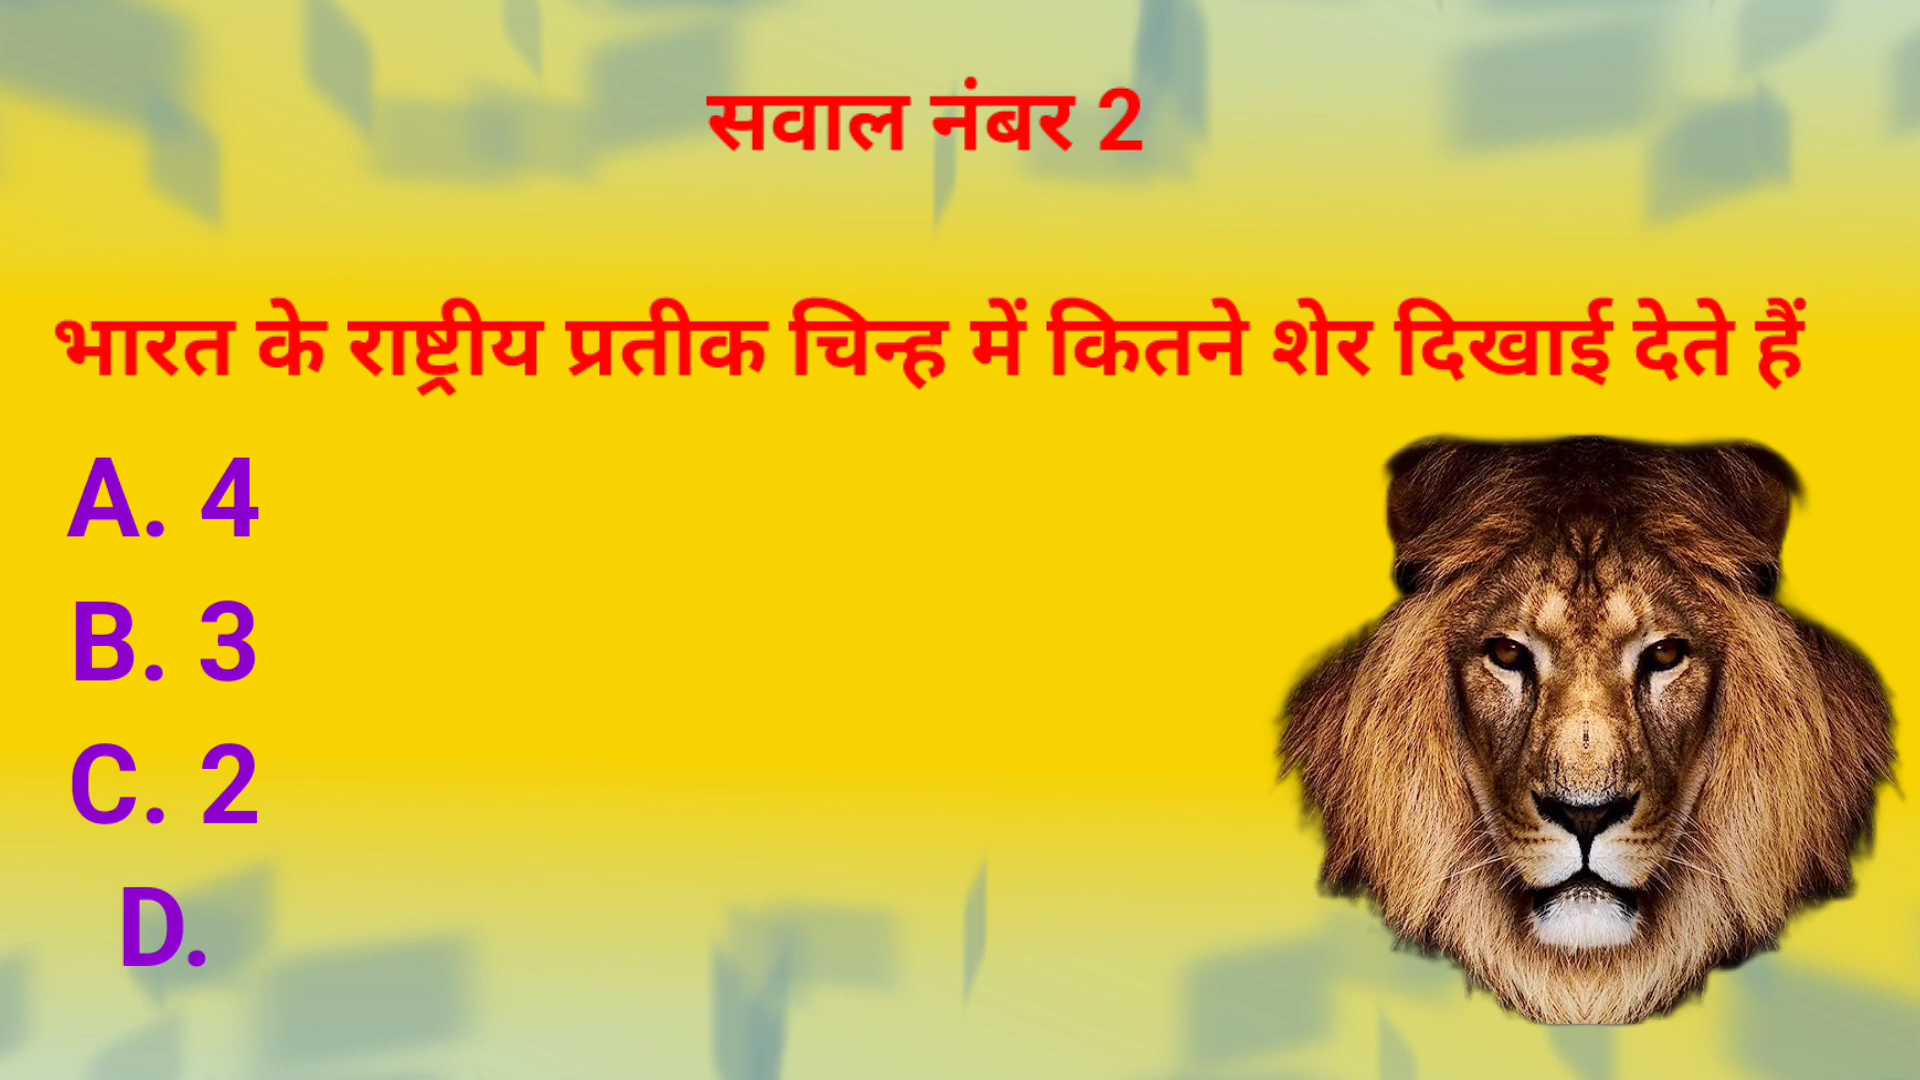 सवाल नंबर 2
भारत के राष्ट्रीय प्रतीक चिन्ह में कितने शेर दिखाई देते हैं
A. 4
B. 3
C. 2
D.